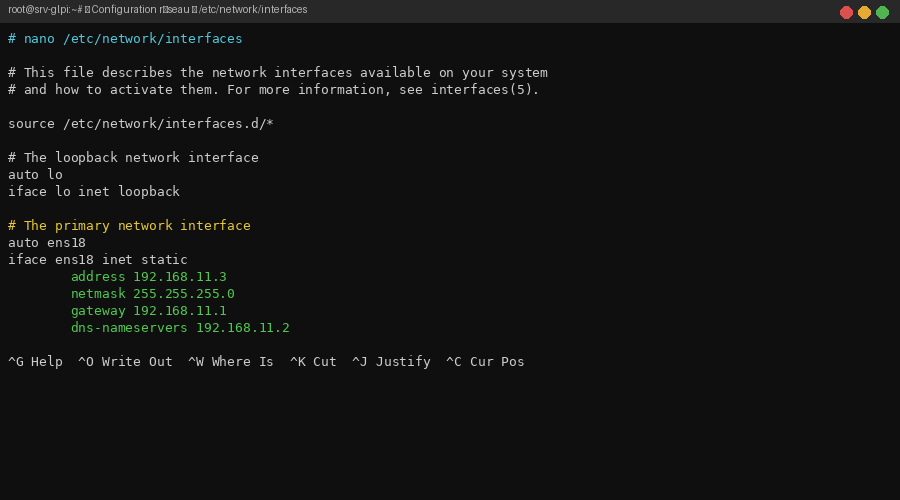 root@srv-glpi:~# Configuration r seau /etc/network/interfaces
# nano /etc/network/interfaces
# This file describes the network interfaces available on your system
# and how to activate them. For more information, see interfaces(5).
source /etc/network/interfaces.d/*
# The loopback network interface
auto lo
iface lo inet loopback
# The primary network interface
auto ens18
iface ens18 inet static
address 192.168.11.3
netmask 255.255.255.0
gateway 192.168.11.1
dns-nameservers 192.168.11.2
^G Help  ^O Write Out  ^W Where Is  ^K Cut  ^J Justify  ^C Cur Pos